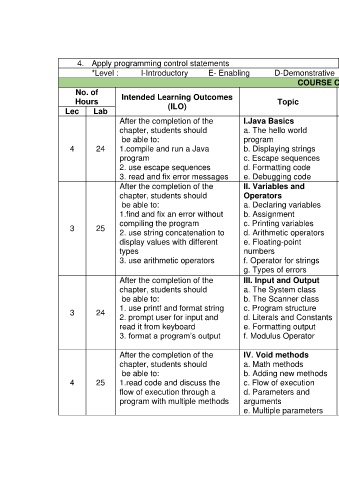 4. Apply programming control statements
*Level : I-Introductory E- Enabling D-Demonstrative
COURSE C
No. of Hours
Lec Lab
Intended Learning Outcomes (ILO)
Topic
4 24
After the completion of the
chapter, students should
be able to:
1.compile and run a Java
program
2. use escape sequences
3. read and fix error messages
I.Java Basics
a. The hello world
program
b. Displaying strings
c. Escape sequences
d. Formatting code
e. Debugging code
3 25
After the completion of the
chapter, students should
be able to:
1.find and fix an error without
compiling the program
2. use string concatenation to
display values with different
types
3. use arithmetic operators
II. Variables and
Operators
a. Declaring variables
b. Assignment
c. Printing variables
d. Arithmetic operators
e. Floating-point
numbers
f. Operator for strings
g. Types of errors
3 24
After the completion of the
chapter, students should
be able to:
1. use print and format string
2. prompt user for input and
read it from keyboard
3. format a program's output
III. Input and Output
a. The System class
b. The Scanner class
c. Program structure
d. Literals and Constants
e. Formatting output
f. Modulus Operator
4 25
After the completion of the
chapter, students should
be able to:
1.read code and discuss the
flow of execution through a
program with multiple methods
IV. Void methods
a. Math methods
b. Adding new methods
c. Flow of execution
d. Parameters and
arguments
e. Multiple parameters